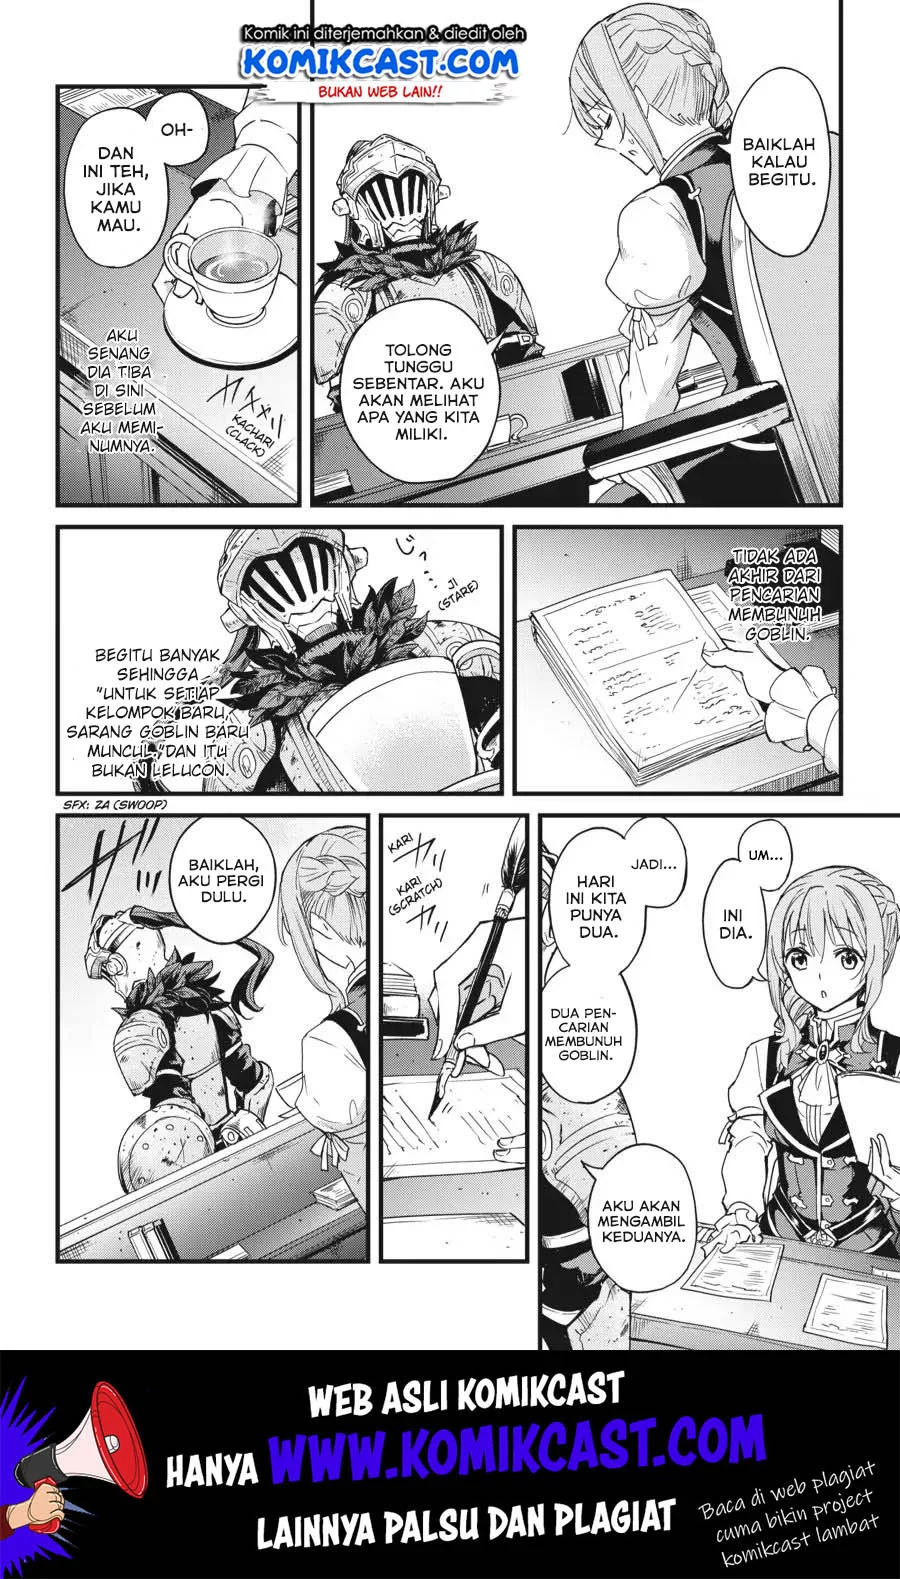 Komik ini diterjemahkan & diedit oleh
KOMIKCAST.COM
BUKAN WEB LAIN!!
BAIKLAH
KALAU
BEGITU.
TOLONG
TUNGGU
SEBENTAR. AKU
AKAN MELIHAT
APA YANG KITA
MILIKI.
OH-
DAN
INI TEH,
JIKA
KAMU
MAU.
AKU
SENANG
DIA TIBA
DI SINI
SEBELUM
AKU MEMI-
NUMNYA.
KACHARI
(CLACK)
TIDAK ADA
AKHIR DARI
PENCARIAN
MEMBUNUH
GOBLIN.
じっ…
JI
(STARE)
BEGITU BANYAK
SEHINGGA
"UNTUK SETIAP
KELOMPOK BARU,
SARANG GOBLIN BARU
MUNCUL."DAN ITU
BUKAN LELUCON.
SFX: ZA (SWOOP)
UM...
INI
DIA.
JADI...
HARI
INI KITA
PUNYA
DUA.
DUA PEN-
CARIAN
MEMBUNUH
GOBLIN.
AKU AKAN
MENGAMBIL
KEDUANYA.
KARI
KARI
(SCRATCH)
BAIKLAH,
AKU PERGI
DULU.
WEB ASLI KOMIKCAST
HANYA WWW.KOMIKCAST.COM
LAINNYA PALSU DAN PLAGIAT
Baca di web plagiat
cuma bikin project
komikcast lambat